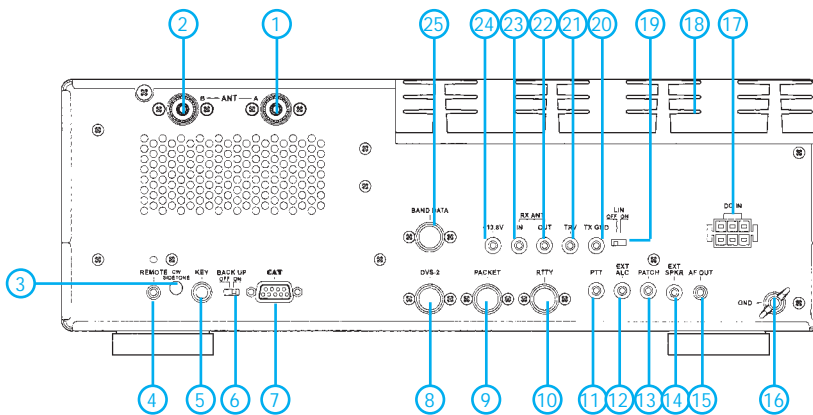 2 1 25 24 23 22 21 20 19 18 17
B ANT A
BAND DATA
13.8V
RX ANT
IN OUT
TRV
TX GND
LIN
OFF ON
DC IN
REMOTE
CW
SIDETONE
KEY
BACK UP
OFF ON
CAT
DVS-2
PACKET
RTTY
PTT
EXT
ALC
PATCH
EXT
SPKR
AF OUT
GND
3
4 5 6 7 8 9 10 11 12 13 14 15 16